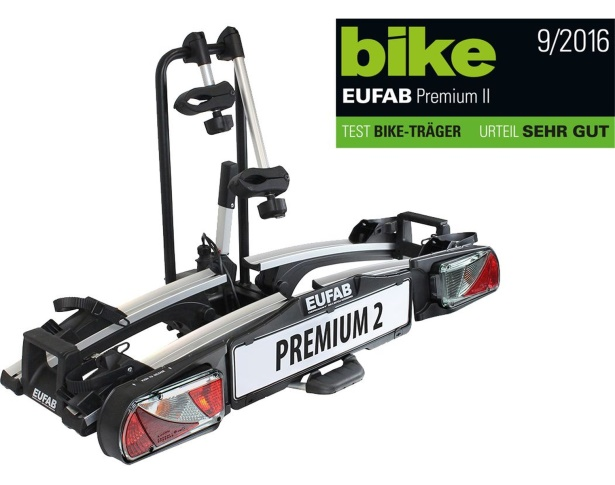 bike 9/2016
EUFAB Premium II
TEST BIKE-TRÄGER URTEIL SEHR GUT
EUFAB
PREMIUM 2
EUFAB